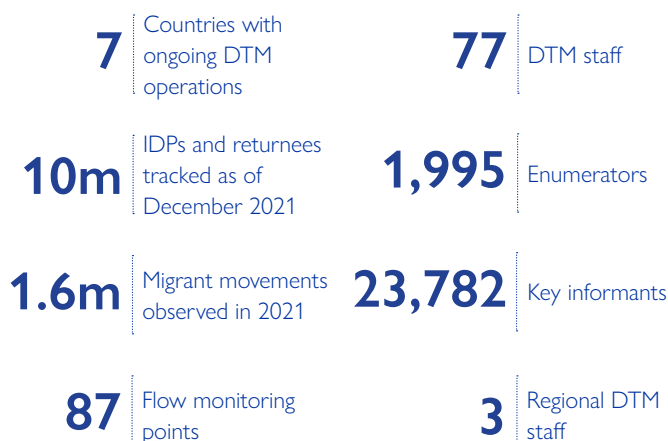 7
Countries with
ongoing DTM
operations
77
DTM staff
10m
IDPs and returnees
tracked as of
December 2021
1,995
Enumerators
1.6m
Migrant movements
observed in 2021
23,782
Key informants
87
Flow monitoring
points
3
Regional DTM
staff